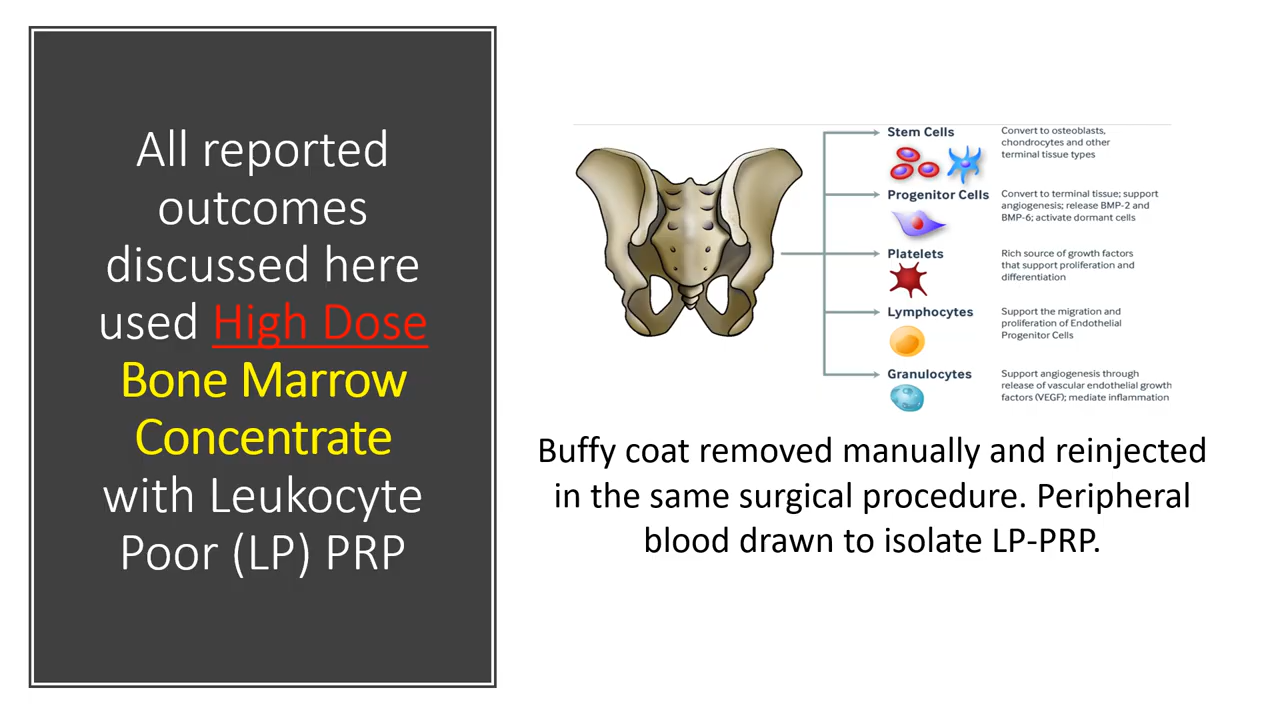 All reported
outcomes
discussed here
used High Dose
Bone Marrow
Concentrate
with Leukocyte
Poor (LP) PRP
Stem Cells
Convert to osteoblasts,
chondrocytes and other
terminal tissue types
Progenitor Cells
Convert to terminal tissue; support
angiogenesis; release BMP-2 and
BMP-6; activate dormant cells
Platelets
Rich source of growth factors
that support proliferation and
differentiation
Lymphocytes
Support the migration and
proliferation of Endothelial
Progenitor Cells
Granulocytes
Support angiogenesis through
release of vascular endothelial growth
factors (VEGF); mediate inflammation
Buffy coat removed manually and reinjected
in the same surgical procedure. Peripheral
blood drawn to isolate LP-PRP.